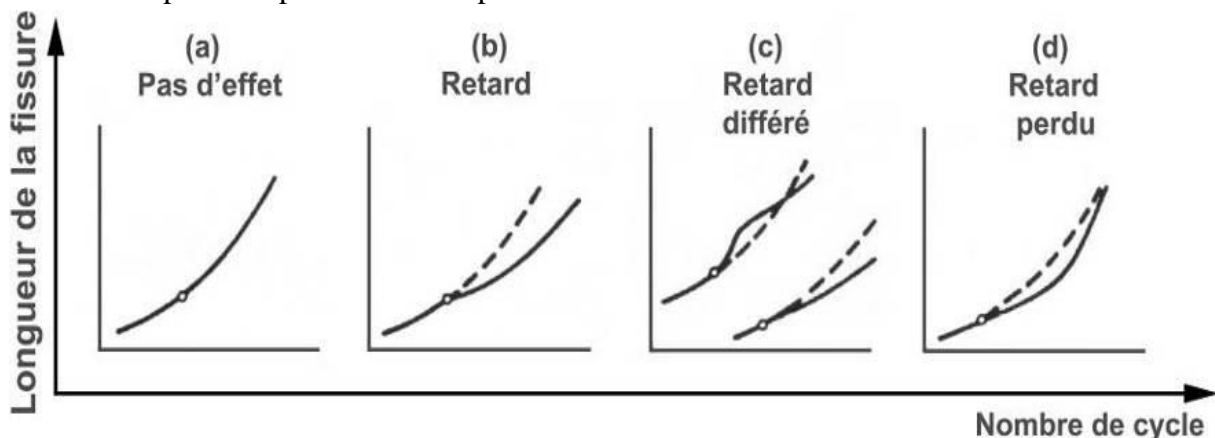 Longueur de la fissure
(a)
Pas d'effet
(b)
Retard
(c)
Retard
différé
(d)
Retard
perdu
Nombre de cycle